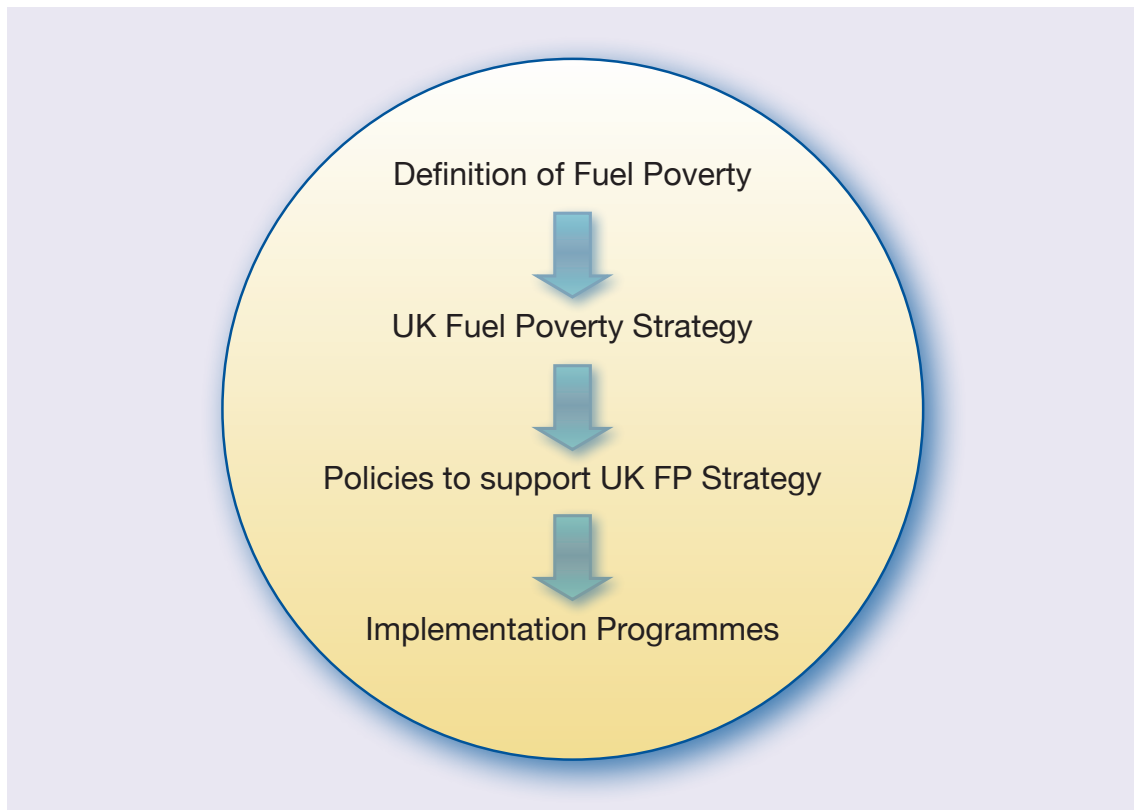 Definition of Fuel Poverty
UK Fuel Poverty Strategy
Policies to support UK FP Strategy
Implementation Programmes